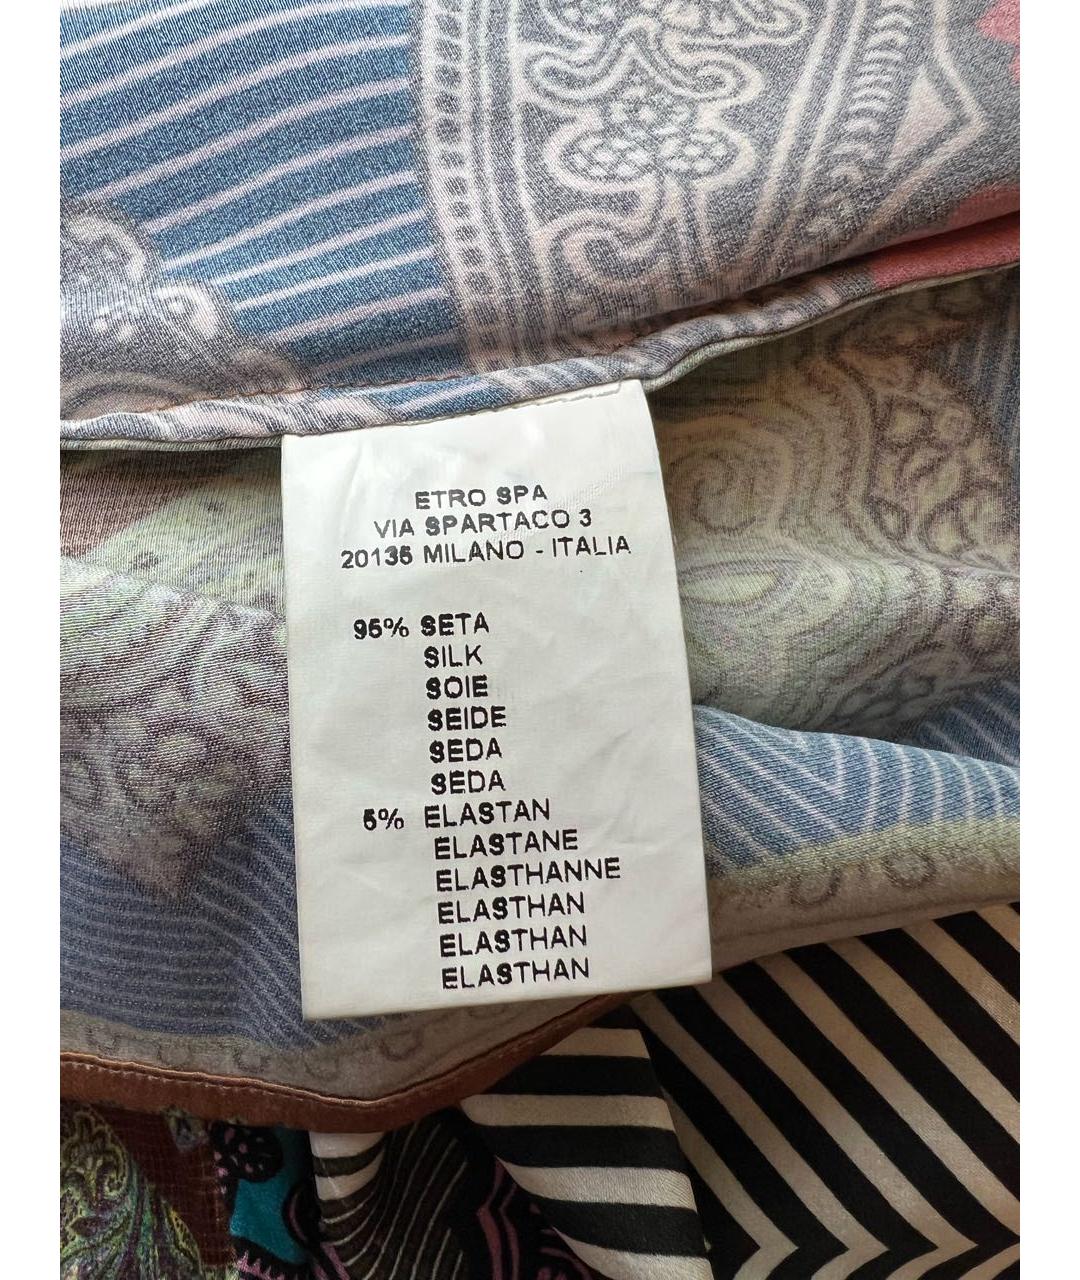 ETRO SPA
VIA SPARTACO 3
20135 MILANO - ITALIA
95% SETA
SILK
SOIE
SEIDE
SEDA
SEDA
5% ELASTAN
ELASTANE
ELASTHANNE
ELASTHAN
ELASTHAN
ELASTHAN